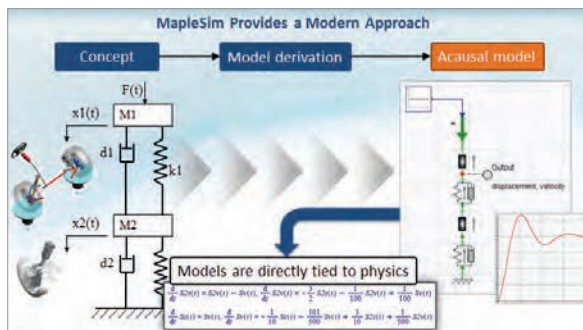 MapleSim Provides a Modern Approach
Concept
Model derivation
Acausal model
F(t)
x1(t)
M1
d1
k1
x2(t)
M2
d2
Output
displacement, velocity
Models are directly tied to physics